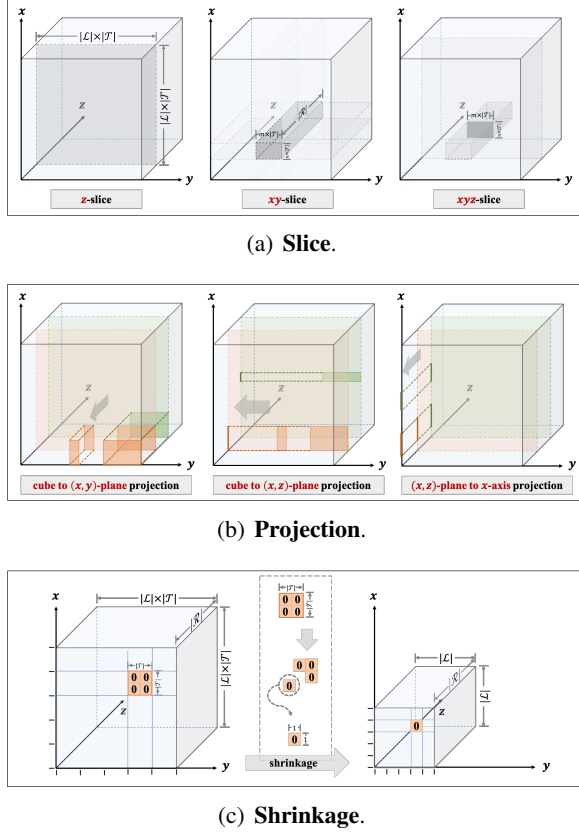 x
|ℒ|×|𝒯|
|ℒ|×|𝒯|
z
y
z-slice
x
|ℛ|
z
m×|𝒯|
n×|𝒯|
y
xy-slice
x
z
m×|𝒯|
n×|𝒯|
y
xyz-slice
(a) Slice.
x
z
y
cube to (x, y)-plane projection
x
z
y
cube to (x, z)-plane projection
x
z
y
(x, z)-plane to x-axis projection
(b) Projection.
x
|ℒ|×|𝒯|
|ℛ|
|ℒ|×|𝒯|
|𝒯|
0 0
0 0
|𝒯|
z
y
|𝒯|
0 0
0 0
|𝒯|
0 0
0
0
1
0
1
shrinkage
x
|ℒ|
|ℛ|
|ℒ|
z
0
y
(c) Shrinkage.